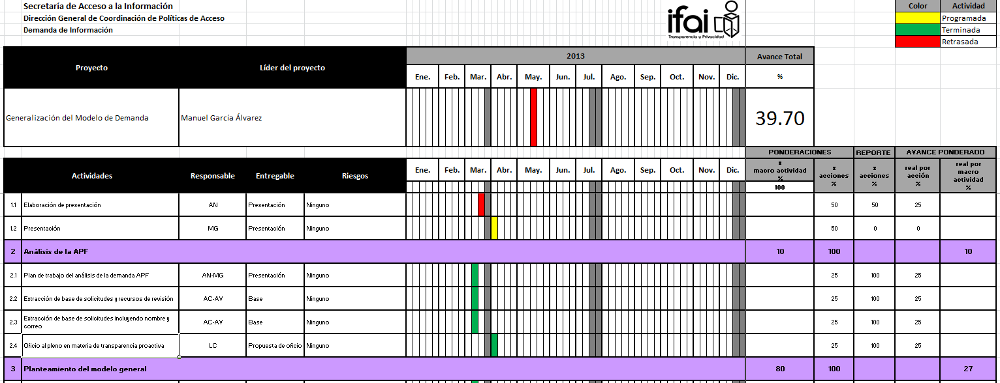 Secretaría de Acceso a la Información
Dirección General de Coordinación de Políticas de Acceso
Demanda de Información
ifai
Transparencia y Privacidad
Color Actividad
Programada
Terminada
Retrasada
Proyecto Líder del proyecto 2013 Avance Total
Ene. Feb. Mar. Abr. May. Jun. Jul. Ago. Sep. Oct. Nov. Dic. %
Generalización del Modelo de Demanda Manuel García Álvarez 39.70
PONDERACIONES REPORTE AVANCE PONDERADO
Actividades Responsable Entregable Riesgos Ene. Feb. Mar. Abr. May. Jun. Jul. Ago. Sep. Oct. Nov. Dic.
x
macro actividad
%
100
x
acciones
%
x
acciones
%
real por
acción
%
real por
macro
actividad
%
1.1 Elaboración de presentación AN Presentación Ninguno 50 50 25
1.2 Presentación MG Presentación Ninguno 50 0 0
2 Análisis de la APF 10 100 10
2.1 Plan de trabajo del análisis de la demanda APF AN-MG Presentación Ninguno 25 100 25
2.2 Extracción de base de solicitudes y recursos de revisión AC-AV Base Ninguno 25 100 25
2.3 Extracción de base de solicitudes incluyendo nombre y
correo AC-AV Base Ninguno 25 100 25
2.4 Oficio al pleno en materia de transparencia proactiva LC Propuesta de oficio Ninguno 25 100 25
3 Planteamiento del modelo general 80 100 27